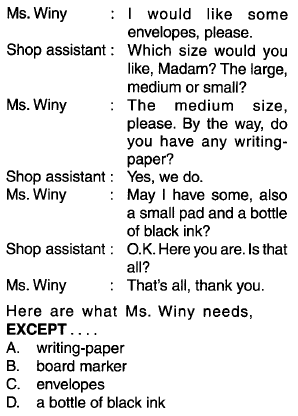 Ms. Winy : I would like some
envelopes, please.
Shop assistant : Which size would you
like, Madam? The large,
medium or small?
Ms. Winy : The medium size,
please. By the way, do
you have any writing-
paper?
Shop assistant : Yes, we do.
Ms. Winy : May I have some, also
a small pad and a bottle
of black ink?
Shop assistant : O.K. Here you are. Is that
all?
Ms. Winy : That's all, thank you.
Here are what Ms. Winy needs,
EXCEPT ....
A. writing-paper
B. board marker
C. envelopes
D. a bottle of black ink